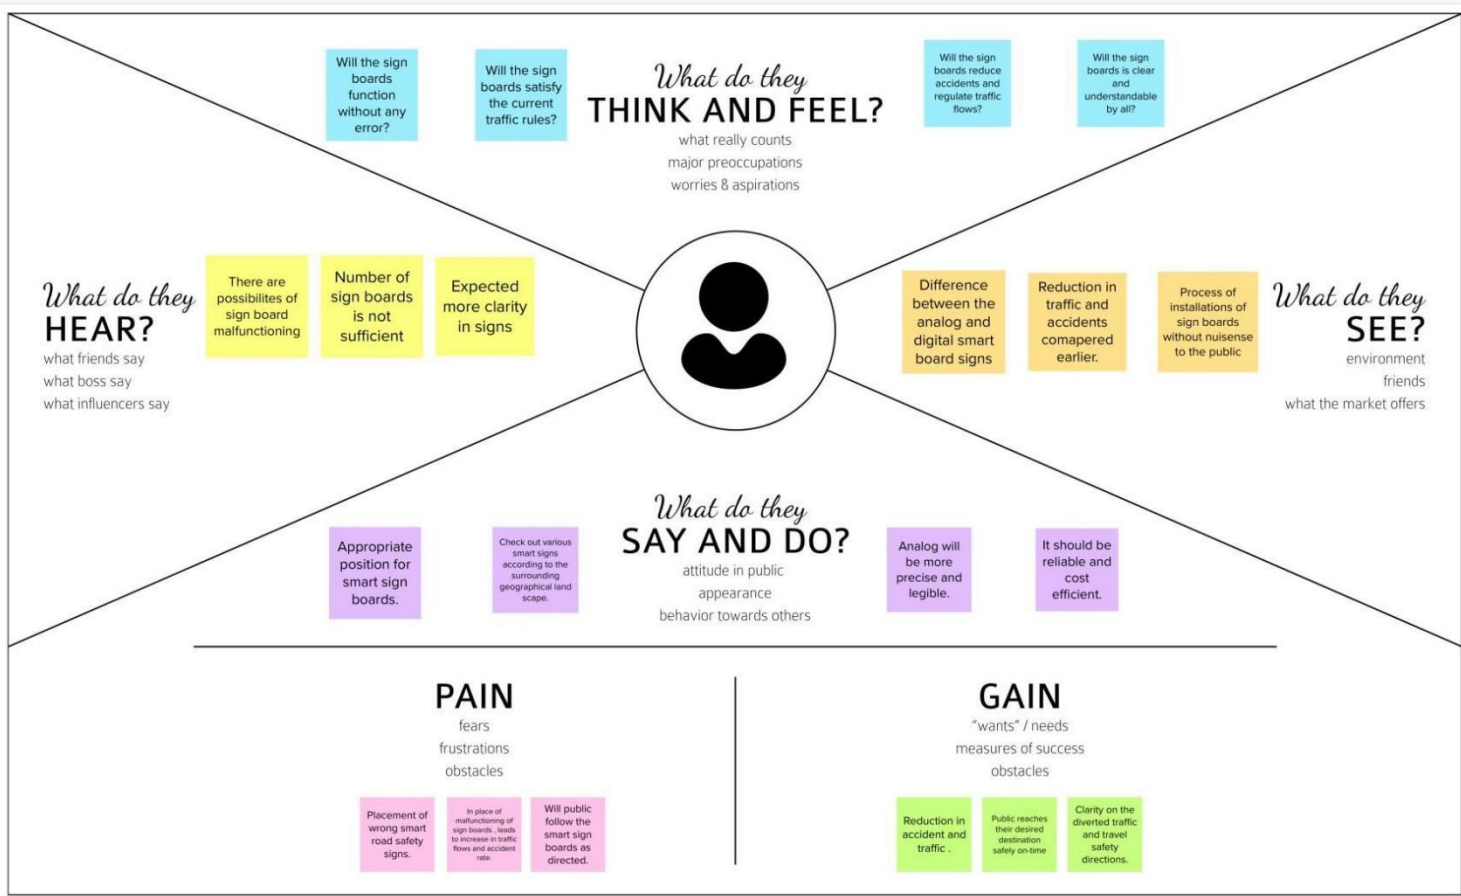 Will the sign
boards
function
without any
error?
Will the sign
boards satisfy
the current
traffic rules?
What do they
THINK AND FEEL?
what really counts
major preoccupations
worries & aspirations
Will the sign
boards reduce
accidents and
regulate traffic
flows?
Will the sign
boards is clear
and
understandable
by all?
What do they
HEAR?
what friends say
what boss say
what influencers say
There are
possibilites of
sign board
malfunctioning
Number of
sign boards
is not
sufficient
Expected
more clarity
in signs
Difference
between the
analog and
digital smart
board signs
Reduction in
traffic and
accidents
comapered
earlier.
Process of
installations of
sign boards
without nuisense
to the public
What do they
SEE?
environment
friends
what the market offers
Appropriate
position for
smart sign
boards.
Check out various
smart signs
according to the
surrounding
geographical land
scape.
What do they
SAY AND DO?
attitude in public
appearance
behavior towards others
Analog will
be more
precise and
legible.
It should be
reliable and
cost
efficient.
PAIN
fears
frustrations
obstacles
Placement of
wrong smart
road safety
signs.
In place of
malfunctioning of
sign boards , leads
to increase in traffic
flows and accident
rate.
Will public
follow the
smart sign
boards as
directed.
GAIN
"wants" / needs
measures of success
obstacles
Reduction in
accident and
traffic .
Public reaches
their desired
destination
safely on-time
Clarity on the
diverted traffic
and travel
safety
directions.